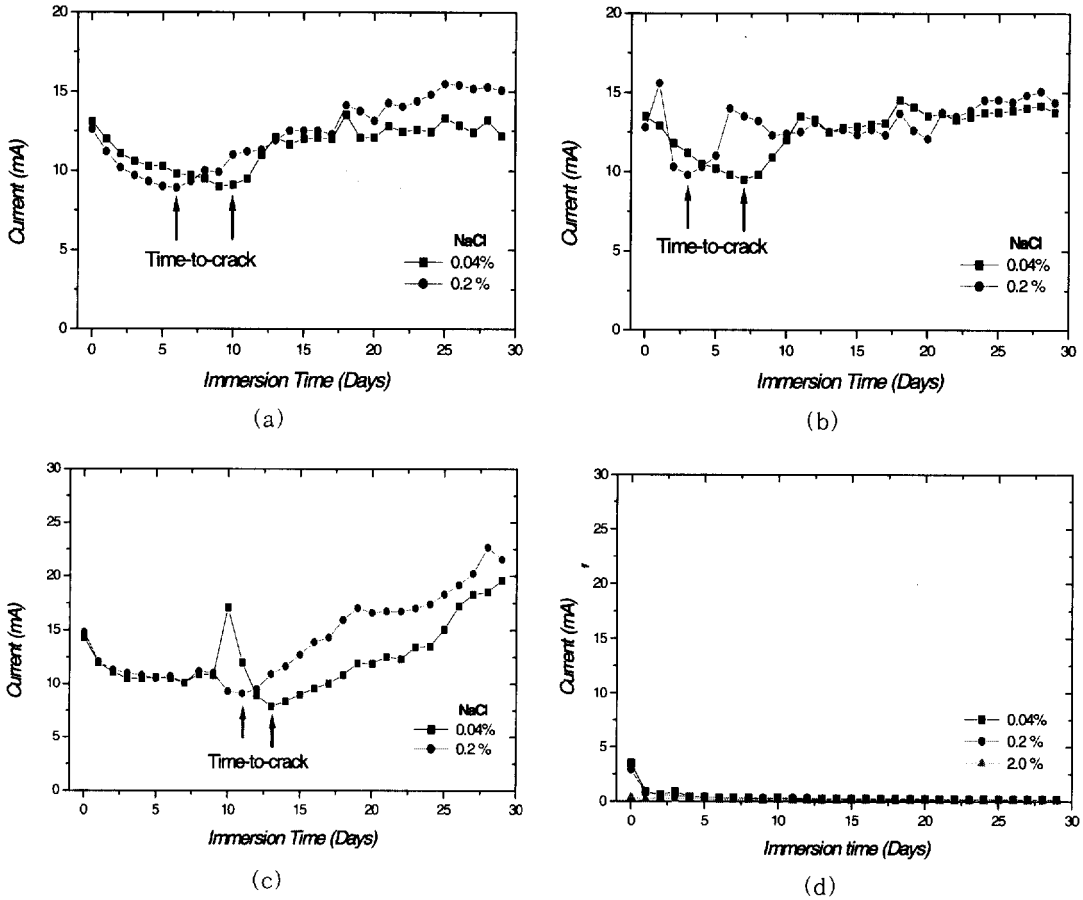 20
15
10
5
0
Current (mA)
Time-to-crack
NaCl
0.04%
0.2 %
0 5 10 15 20 25 30
Immersion Time (Days)
(a)
20
15
10
5
0
Current (mA)
Time-to-crack
NaCl
0.04%
0.2 %
0 5 10 15 20 25 30
Immersion Time (Days)
(b)
30
25
20
15
10
5
0
Current (mA)
Time-to-crack
NaCl
0.04%
0.2 %
0 5 10 15 20 25 30
Immersion Time (Days)
(c)
30
25
20
15
10
5
0
Current (mA)
0.04%
0.2 %
2.0 %
0 5 10 15 20 25 30
Immersion time (Days)
(d)